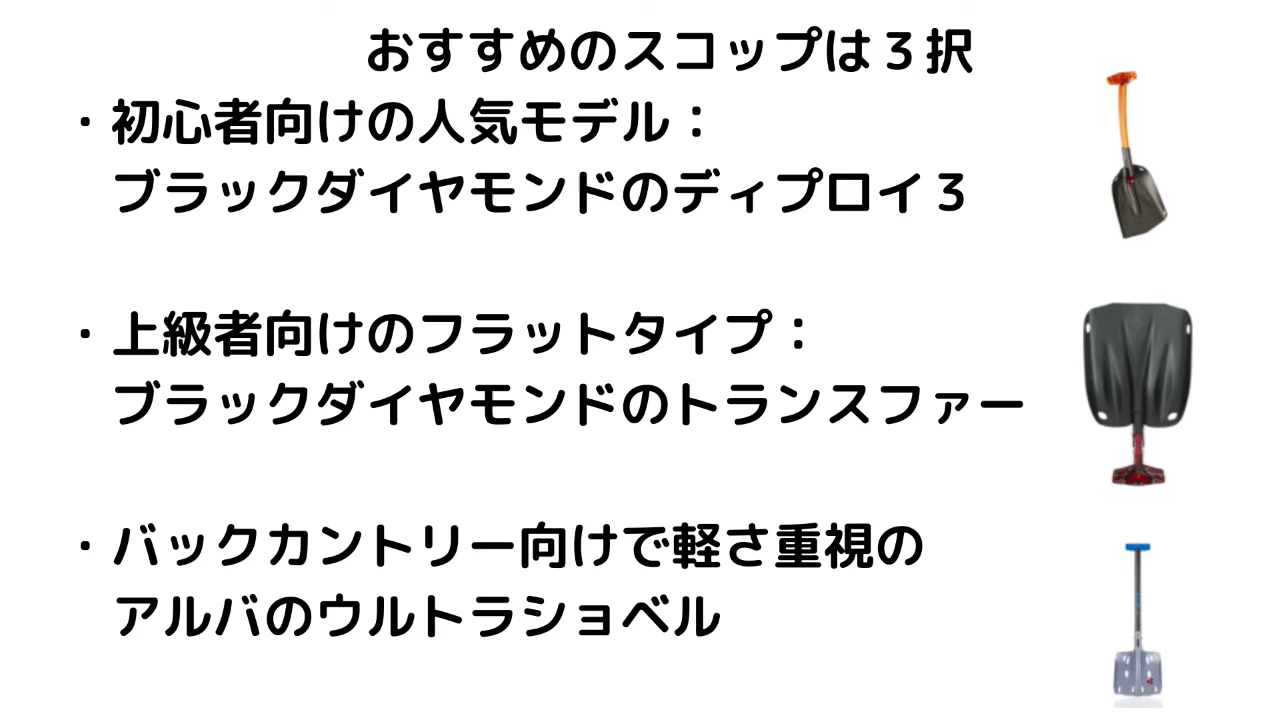 おすすめのスコップは３択
・初心者向けの人気モデル：
ブラックダイヤモンドのディプロイ３
・上級者向けのフラットタイプ：
ブラックダイヤモンドのトランスファー
・バックカントリー向けで軽さ重視の
アルバのウルトラショベル